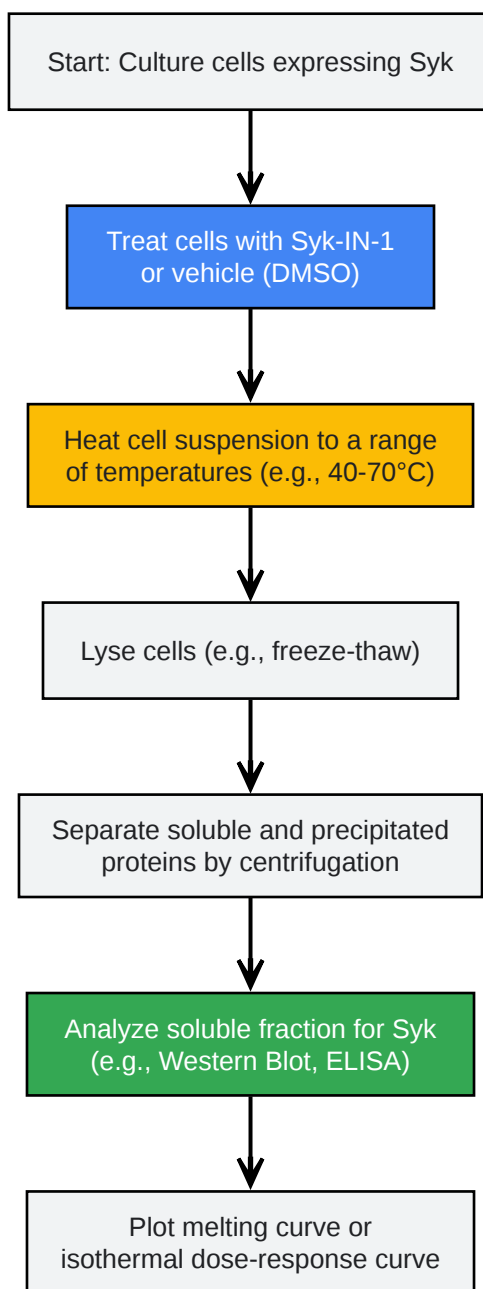 Start: Culture cells expressing Syk
Treat cells with Syk-IN-1
or vehicle (DMSO)
Heat cell suspension to a range
of temperatures (e.g., 40-70°C)
Lyse cells (e.g., freeze-thaw)
Separate soluble and precipitated
proteins by centrifugation
Analyze soluble fraction for Syk
(e.g., Western Blot, ELISA)
Plot melting curve or
isothermal dose-response curve